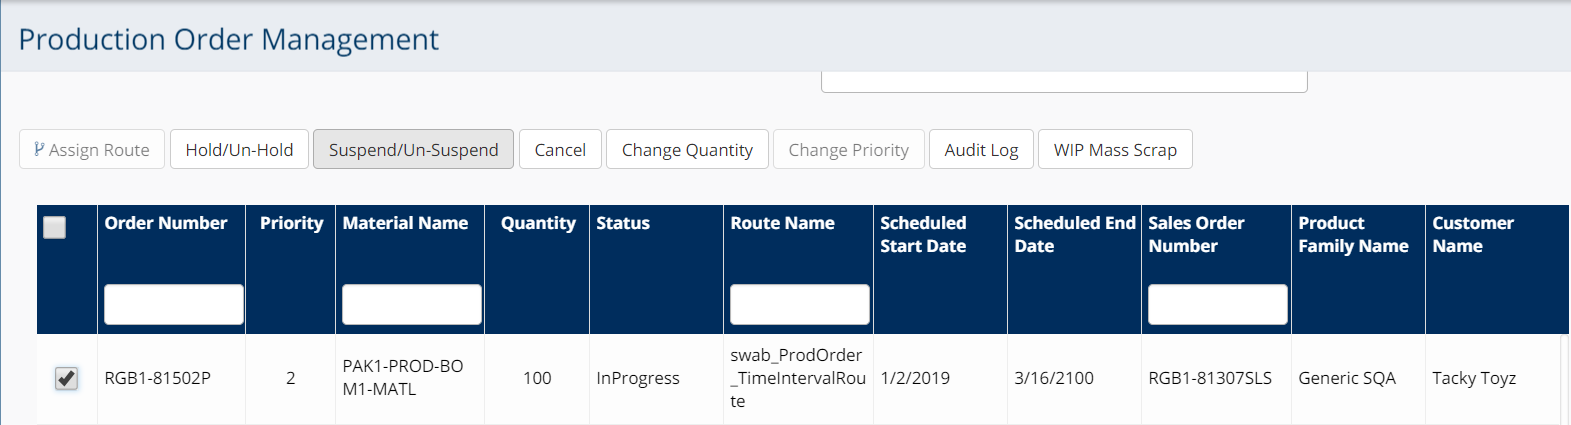 Production Order Management
Assign Route Hold/Un-Hold Suspend/Un-Suspend Cancel Change Quantity Change Priority Audit Log WIP Mass Scrap
Order Number Priority Material Name Quantity Status Route Name Scheduled Start Date Scheduled End Date Sales Order Number Product Family Name Customer Name
RGB1-81502P 2 PAK1-PROD-BOM1-MATL 100 InProgress swab_ProdOrder_TimeIntervalRoute 1/2/2019 3/16/2100 RGB1-81307SLS Generic SQA Tacky Toyz